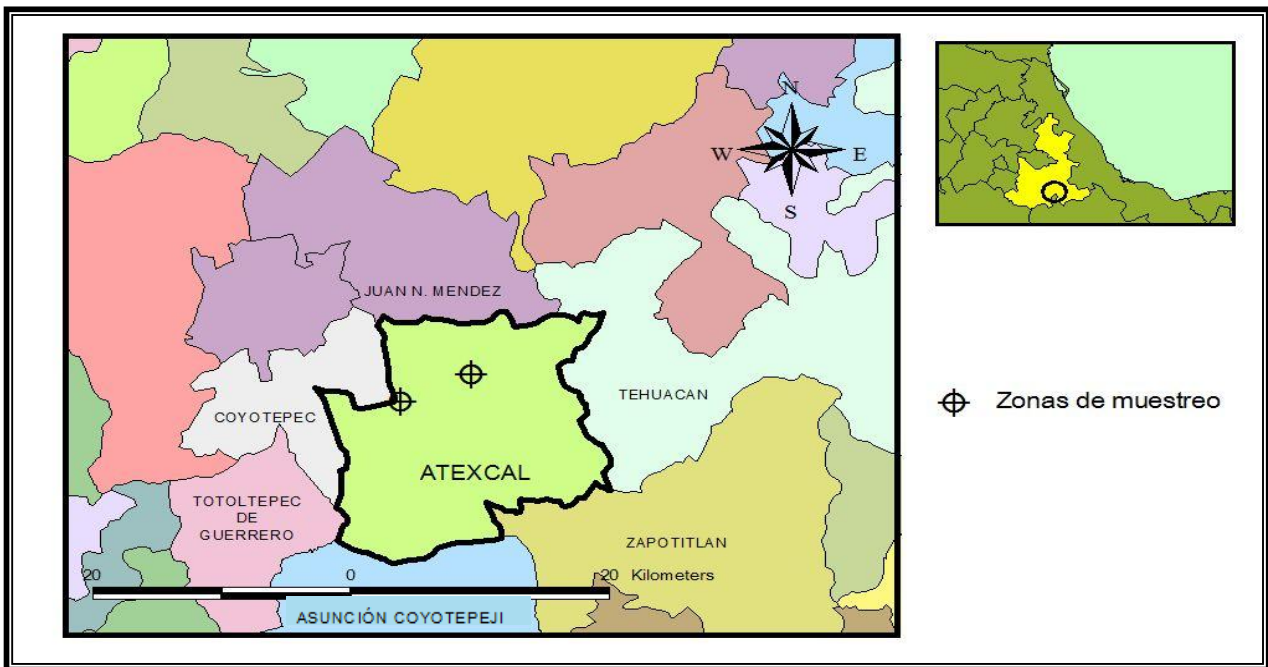 N
W E
S
JUAN N. MENDEZ
TEHUACAN
COYOTEPEC
ATEXCAL
TOTOLTEPEC
DE
GUERRERO
ZAPOTITLAN
20 0 20 Kilometers
ASUNCIÓN COYOTEPEJI
Zonas de muestreo